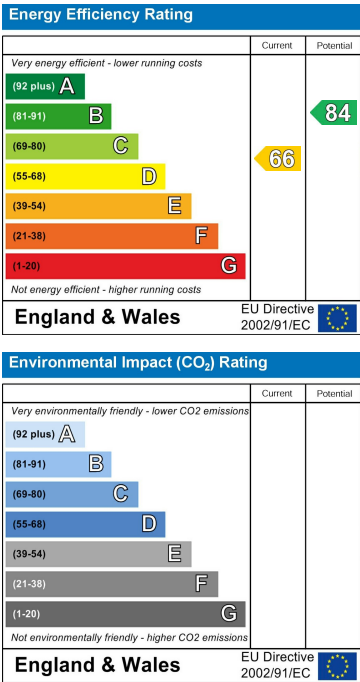 Energy Efficiency Rating
Current Potential
Very energy efficient - lower running costs
(92 plus) A
(81-91) B
84
(69-80) C
66
(55-68) D
(39-54) E
(21-38) F
(1-20) G
Not energy efficient - higher running costs
England & Wales
EU Directive
2002/91/EC
Environmental Impact (CO₂) Rating
Current Potential
Very environmentally friendly - lower CO2 emissions
(92 plus) A
(81-91) B
(69-80) C
(55-68) D
(39-54) E
(21-38) F
(1-20) G
Not environmentally friendly - higher CO2 emissions
England & Wales
EU Directive
2002/91/EC